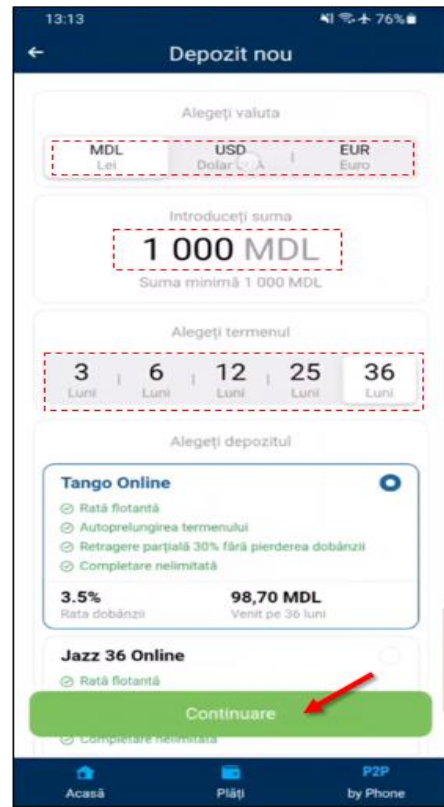 13:13 76%
Depozit nou
Alegeți valuta
MDL USD EUR
Lei Dolar Euro
Introduceți suma
1 000 MDL
Suma minimă 1 000 MDL
Alegeți termenul
3 6 12 25 36
Luni Luni Luni Luni Luni
Alegeți depozitul
Tango Online
Rată flotantă
Autoprelungirea termenului
Retragere parțială 30% fără pierderea dobânzii
Completare nelimitată
3.5% 98,70 MDL
Rata dobânzii Venit pe 36 luni
Jazz 36 Online
Rată flotantă
Continuare
Completare nelimitată
P2P
Acasă Plăți by Phone